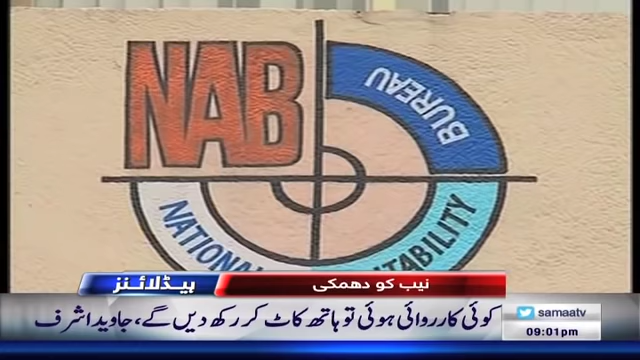 NAB
BUREAU
NATIONAL
TABILITY
ہیڈلائنز
نیب کو دھمکی
کوئی کارروائی ہوئی تو ہاتھ کاٹ کر رکھ دیں گے، جاوید اشرف
samaatv
09:01pm